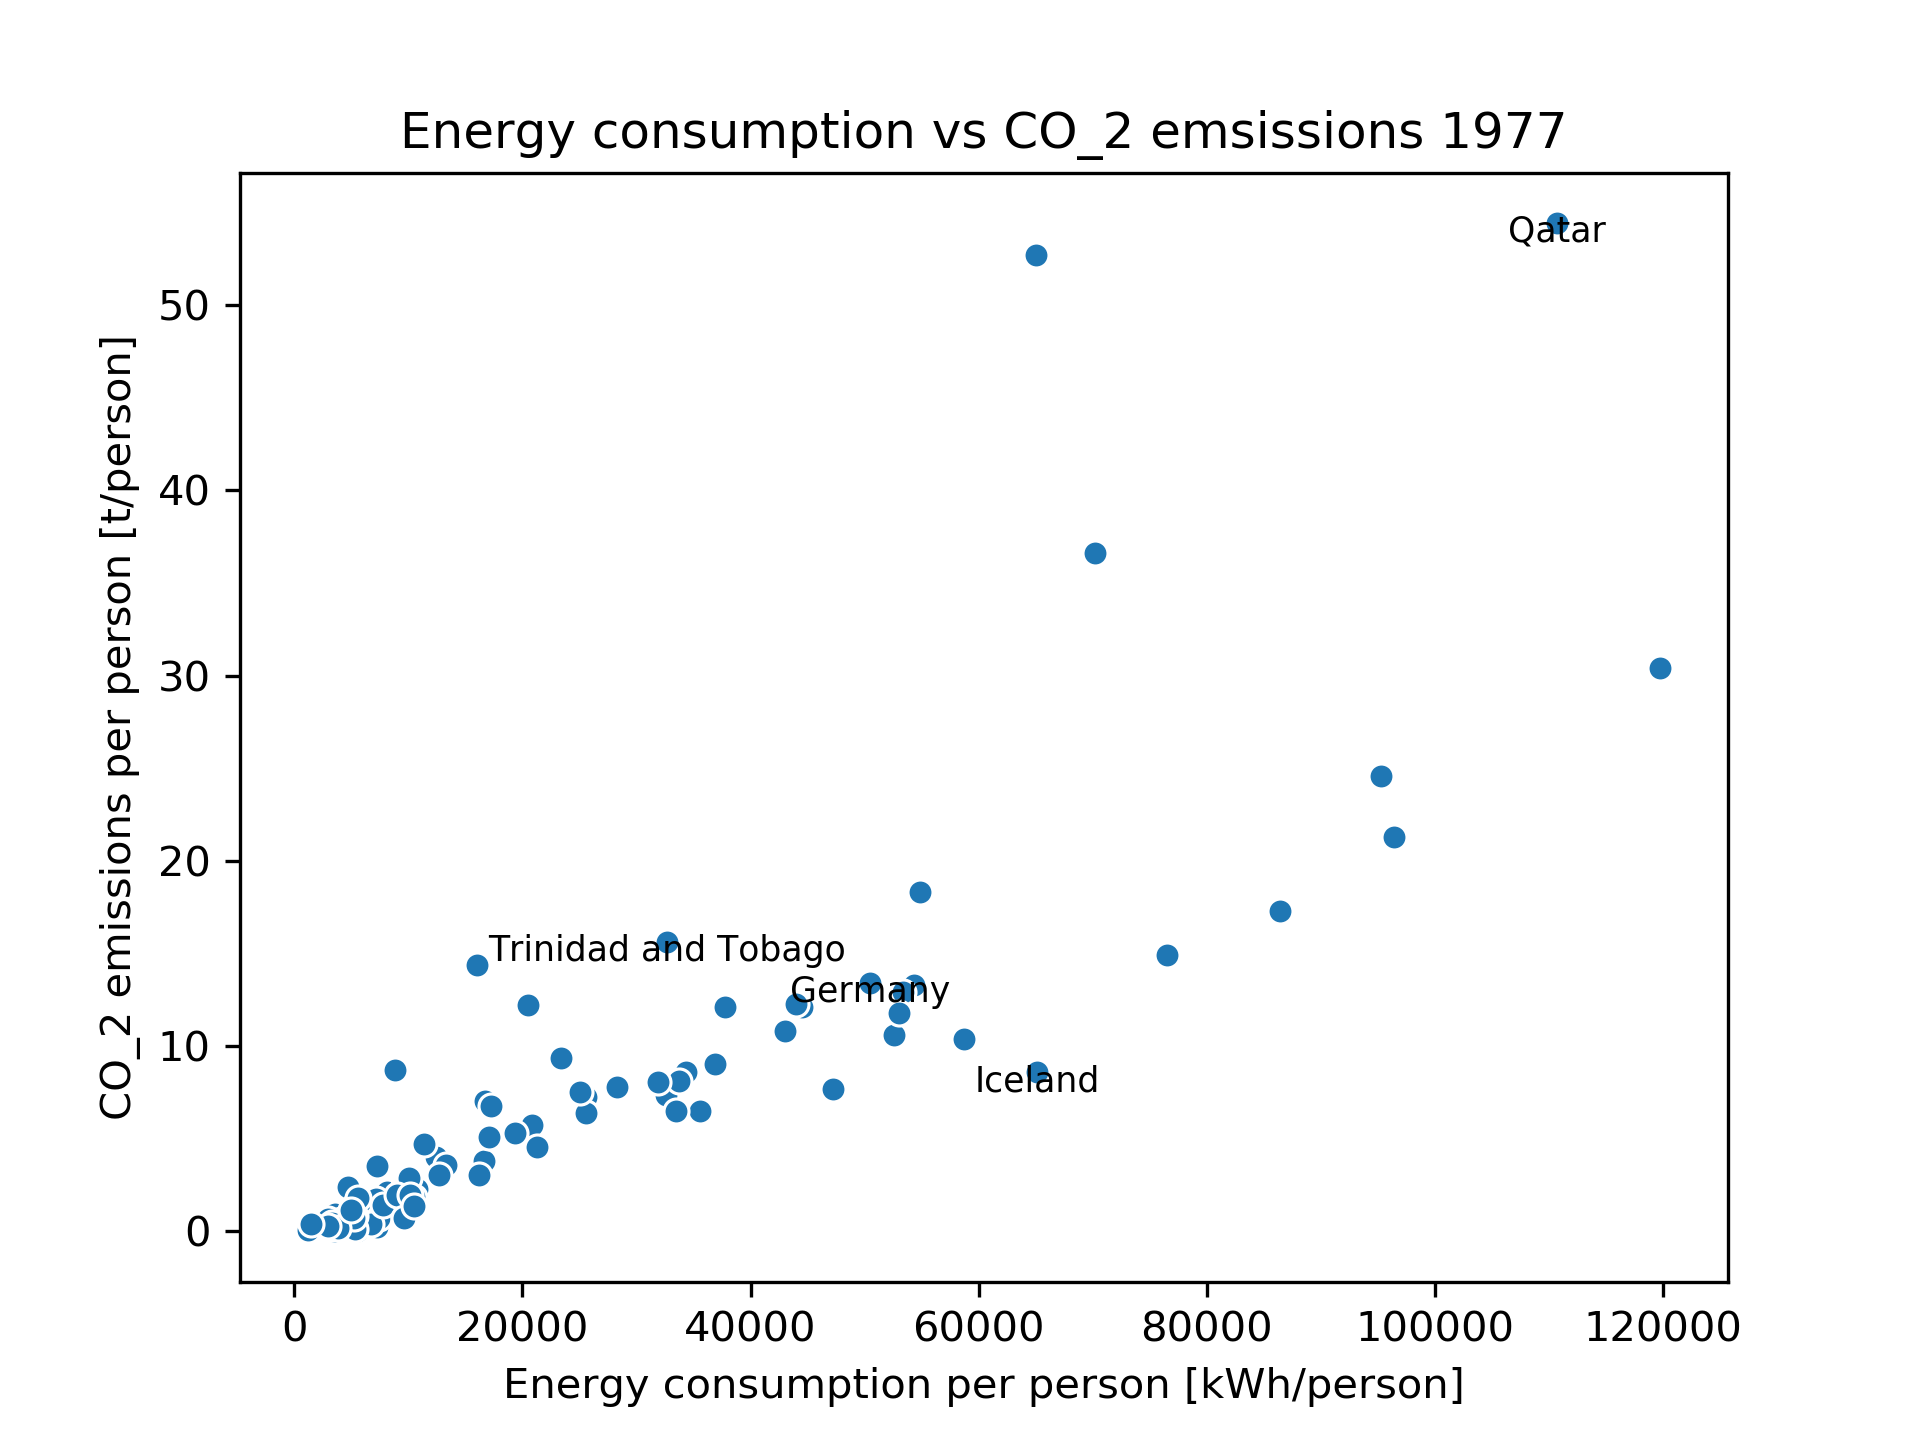 Energy consumption vs CO_2 emsissions 1977
CO_2 emissions per person [t/person]
50
40
30
20
10
0
Qatar
Trinidad and Tobago
Germany
Iceland
0 20000 40000 60000 80000 100000 120000
Energy consumption per person [kWh/person]